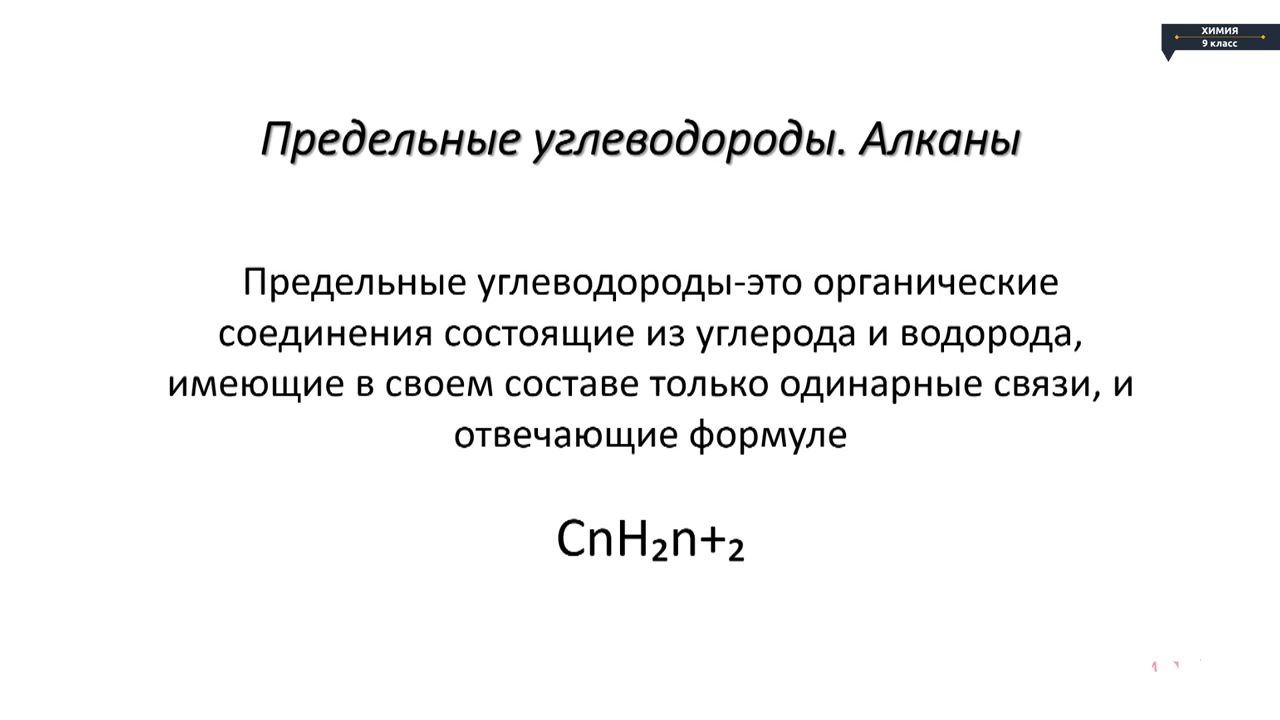 ХИМИЯ
9 класс
Предельные углеводороды. Алканы
Предельные углеводороды-это органические
соединения состоящие из углерода и водорода,
имеющие в своем составе только одинарные связи, и
отвечающие формуле
CnH₂n+₂